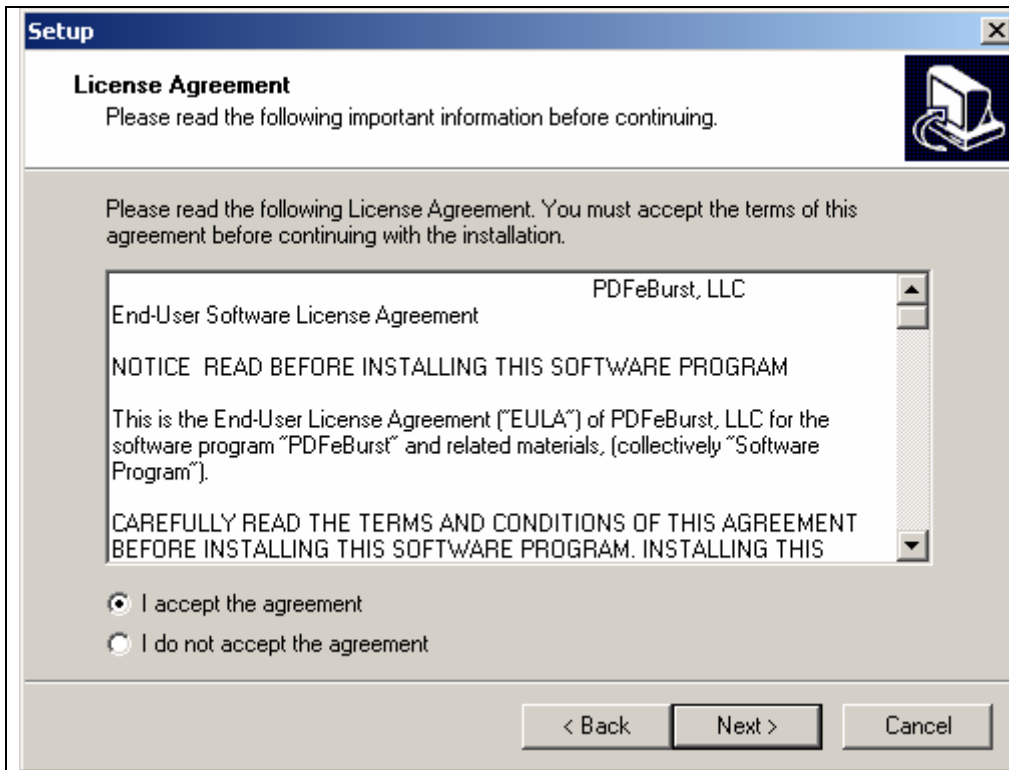 Setup
License Agreement
Please read the following important information before continuing.
Please read the following License Agreement. You must accept the terms of this
agreement before continuing with the installation.
PDFeBurst, LLC
End-User Software License Agreement
NOTICE  READ BEFORE INSTALLING THIS SOFTWARE PROGRAM
This is the End-User License Agreement (˝EULA˝) of PDFeBurst, LLC for the
software program ˝PDFeBurst˝ and related materials, (collectively ˝Software
Program˝).
CAREFULLY READ THE TERMS AND CONDITIONS OF THIS AGREEMENT
BEFORE INSTALLING THIS SOFTWARE PROGRAM. INSTALLING THIS
I accept the agreement
I do not accept the agreement
< Back Next > Cancel